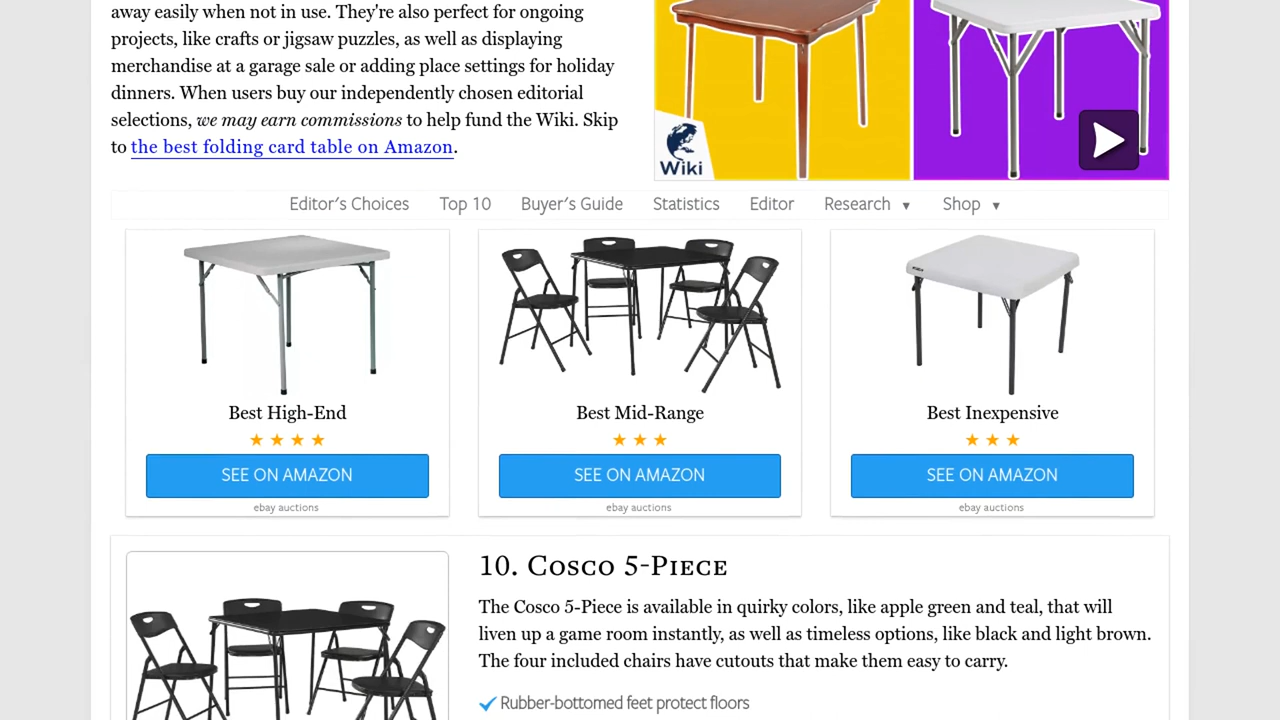 away easily when not in use. They're also perfect for ongoing
projects, like crafts or jigsaw puzzles, as well as displaying
merchandise at a garage sale or adding place settings for holiday
dinners. When users buy our independently chosen editorial
selections, we may earn commissions to help fund the Wiki. Skip
to the best folding card table on Amazon.
Wiki
Editor's Choices Top 10 Buyer's Guide Statistics Editor Research ▼ Shop ▼
Best High-End
SEE ON AMAZON
ebay auctions
Best Mid-Range
SEE ON AMAZON
ebay auctions
Best Inexpensive
SEE ON AMAZON
ebay auctions
10. Cosco 5-Piece
The Cosco 5-Piece is available in quirky colors, like apple green and teal, that will
liven up a game room instantly, as well as timeless options, like black and light brown.
The four included chairs have cutouts that make them easy to carry.
Rubber-bottomed feet protect floors